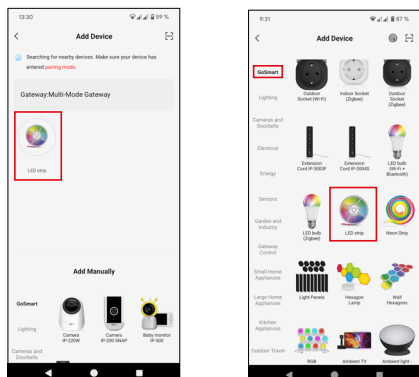 13:30
59 %
Add Device
Searching for nearby devices. Make sure your device has
entered pairing mode.
Gateway:Multi-Mode Gateway
LED strip
Add Manually
GoSmart
Lighting
Cameras and
Doorbells
Camera
IP-220W
Camera
IP-200 SNAP
Baby monitor
IP-500
9:31
87 %
Add Device
GoSmart
Lighting
Cameras and
Doorbells
Electrical
Energy
Sensors
Garden and
Industry
Gateway
Control
Small Home
Appliances
Large Home
Appliances
Kitchen
Appliances
Outdoor Travel
Outdoor
Socket (Wi-Fi)
Indoor Socket
(Zigbee)
Outdoor
Socket
(Zigbee)
Extension
Cord IP-3003F
Extension
Cord IP-3004S
LED bulb
(Wi-Fi +
Bluetooth)
LED bulb
(Zigbee)
LED strip
Neon Strip
Light Panels
Hexagon
Lamp
Wall
Hexagons
RGB
Ambient TV
Ambient light -